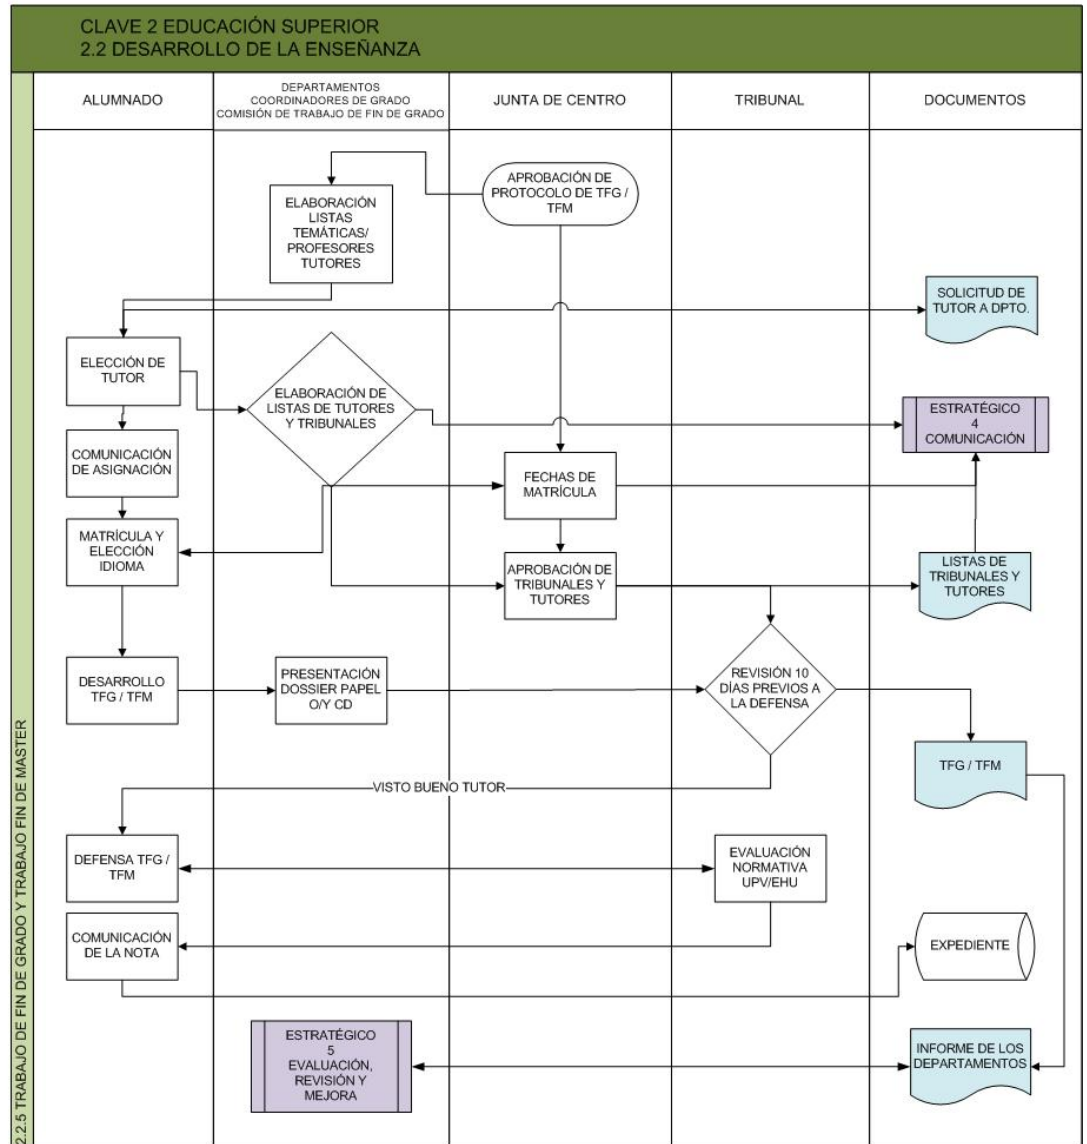 CLAVE 2 EDUCACIÓN SUPERIOR
2.2 DESARROLLO DE LA ENSEÑANZA
2.2.5 TRABAJO DE FIN DE GRADO Y TRABAJO FIN DE MASTER
ALUMNADO
DEPARTAMENTOS
COORDINADORES DE GRADO
COMISIÓN DE TRABAJO DE FIN DE GRADO
JUNTA DE CENTRO
TRIBUNAL
DOCUMENTOS
APROBACIÓN DE
PROTOCOLO DE TFG /
TFM
ELABORACIÓN
LISTAS
TEMÁTICAS/
PROFESORES
TUTORES
SOLICITUD DE
TUTOR A DPTO.
ELECCIÓN DE
TUTOR
ELABORACIÓN DE
LISTAS DE TUTORES
Y TRIBUNALES
ESTRATÉGICO
4
COMUNICACIÓN
COMUNICACIÓN
DE ASIGNACIÓN
FECHAS DE
MATRÍCULA
MATRÍCULA Y
ELECCIÓN
IDIOMA
APROBACIÓN DE
TRIBUNALES Y
TUTORES
LISTAS DE
TRIBUNALES Y
TUTORES
DESARROLLO
TFG / TFM
PRESENTACIÓN
DOSSIER PAPEL
O/Y CD
REVISIÓN 10
DÍAS PREVIOS A
LA DEFENSA
TFG / TFM
VISTO BUENO TUTOR
DEFENSA TFG /
TFM
EVALUACIÓN
NORMATIVA
UPV/EHU
COMUNICACIÓN
DE LA NOTA
EXPEDIENTE
ESTRATÉGICO
5
EVALUACIÓN,
REVISIÓN Y
MEJORA
INFORME DE LOS
DEPARTAMENTOS